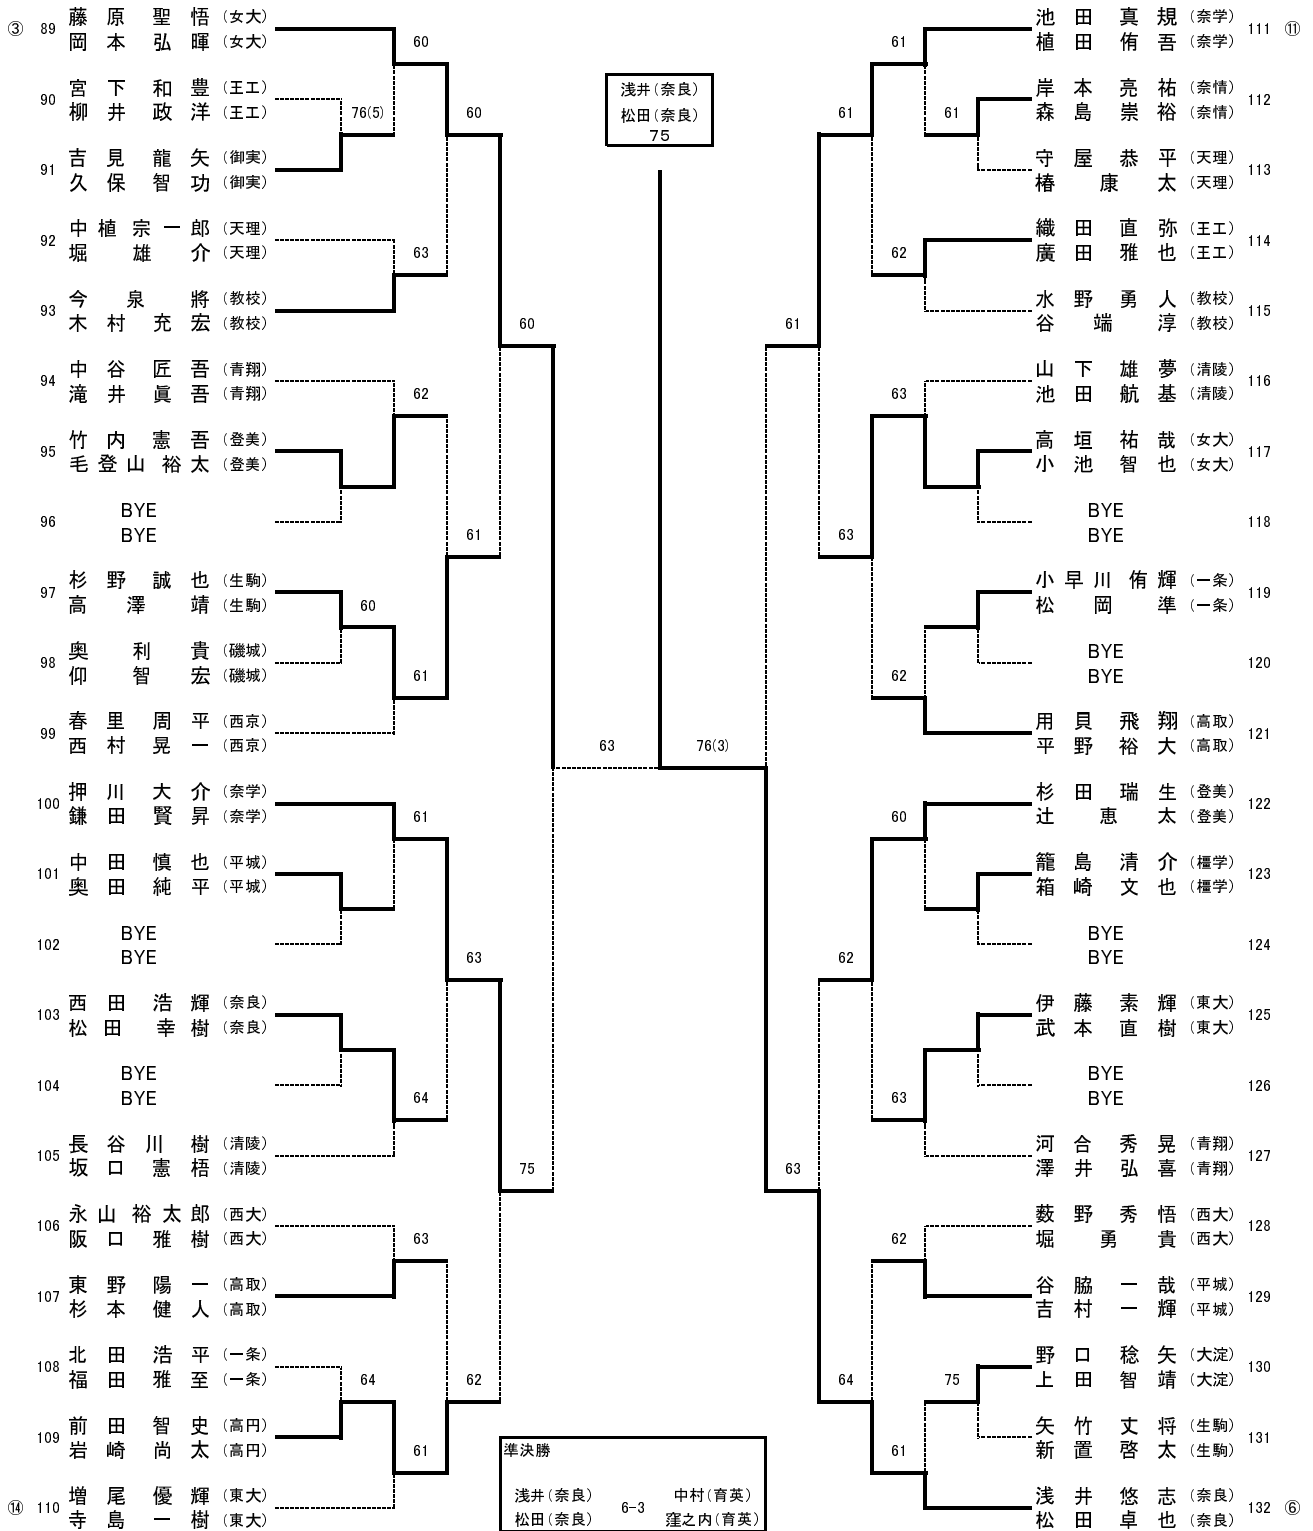 ③ 89 藤原聖悟 (女大)
岡本弘暉 (女大)
60
90 宮下和豊 (王工)
柳井政洋 (王工)
76(5)
60
91 吉見龍矢 (御実)
久保智功 (御実)
92 中植宗一郎 (天理)
堀雄介 (天理)
63
93 今泉將 (教校)
木村充宏 (教校)
60
94 中谷匠吾 (青翔)
滝井眞吾 (青翔)
62
95 竹内憲吾 (登美)
毛登山裕太 (登美)
96 BYE
BYE
61
97 杉野誠也 (生駒)
高澤靖 (生駒)
60
98 奥利貴 (磯城)
仰智宏 (磯城)
61
99 春里周平 (西京)
西村晃一 (西京)
63
100 押川大介 (奈学)
鎌田賢昇 (奈学)
61
101 中田慎也 (平城)
奥田純平 (平城)
102 BYE
BYE
63
103 西田浩輝 (奈良)
松田幸樹 (奈良)
104 BYE
BYE
64
105 長谷川樹 (清陵)
坂口憲梧 (清陵)
75
106 永山裕太郎 (西大)
阪口雅樹 (西大)
63
107 東野陽一 (高取)
杉本健人 (高取)
108 北田浩平 (一条)
福田雅至 (一条)
64
62
109 前田智史 (高円)
岩崎尚太 (高円)
61
⑭ 110 増尾優輝 (東大)
寺島一樹 (東大)
浅井(奈良)
松田(奈良)
75
76(3)
準決勝
浅井(奈良) 6-3 中村(育英)
松田(奈良) 窪之内(育英)
池田真規 (奈学) 111 ⑪
植田侑吾 (奈学)
61
岸本亮祐 (奈情) 112
森島崇裕 (奈情)
61
61
守屋恭平 (天理) 113
椿康太 (天理)
織田直弥 (王工) 114
廣田雅也 (王工)
62
水野勇人 (教校) 115
谷端淳 (教校)
61
山下雄夢 (清陵) 116
池田航基 (清陵)
63
高垣祐哉 (女大) 117
小池智也 (女大)
BYE 118
BYE
63
小早川侑輝 (一条) 119
松岡準 (一条)
BYE 120
BYE
62
用貝飛翔 (高取) 121
平野裕大 (高取)
杉田瑞生 (登美) 122
辻恵太 (登美)
60
籠島清介 (橿学) 123
箱崎文也 (橿学)
BYE 124
BYE
62
伊藤素輝 (東大) 125
武本直樹 (東大)
BYE 126
BYE
63
河合秀晃 (青翔) 127
澤井弘喜 (青翔)
63
薮野秀悟 (西大) 128
堀勇貴 (西大)
62
谷脇一哉 (平城) 129
吉村一輝 (平城)
野口稔矢 (大淀) 130
上田智靖 (大淀)
75
64
矢竹丈将 (生駒) 131
新置啓太 (生駒)
61
浅井悠志 (奈良) 132 ⑥
松田卓也 (奈良)